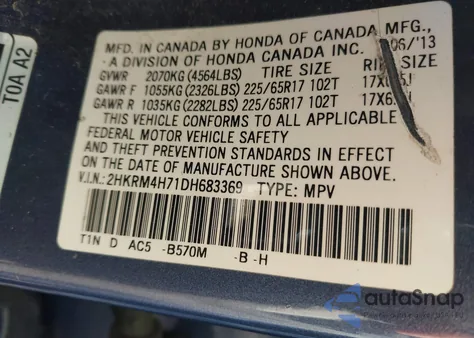 TOA A2
MFD. IN CANADA BY HONDA OF CANADA MFG.,
A DIVISION OF HONDA CANADA INC. 06/'13
GVWR 2070KG (4564LBS) TIRE SIZE RIM SIZE
GAWR F 1055KG (2326LBS) 225/65R17 102T
GAWR R 1035KG (2282LBS) 225/65R17 102T
THIS VEHICLE CONFORMS TO ALL APPLICABLE
FEDERAL MOTOR VEHICLE SAFETY
AND THEFT PREVENTION STANDARDS IN EFFECT
ON THE DATE OF MANUFACTURE SHOWN ABOVE.
V.I.N.: 2HKRM4H71DH683369 TYPE: MPV
T1N D AC5 -B570M -B -H
autoSnap